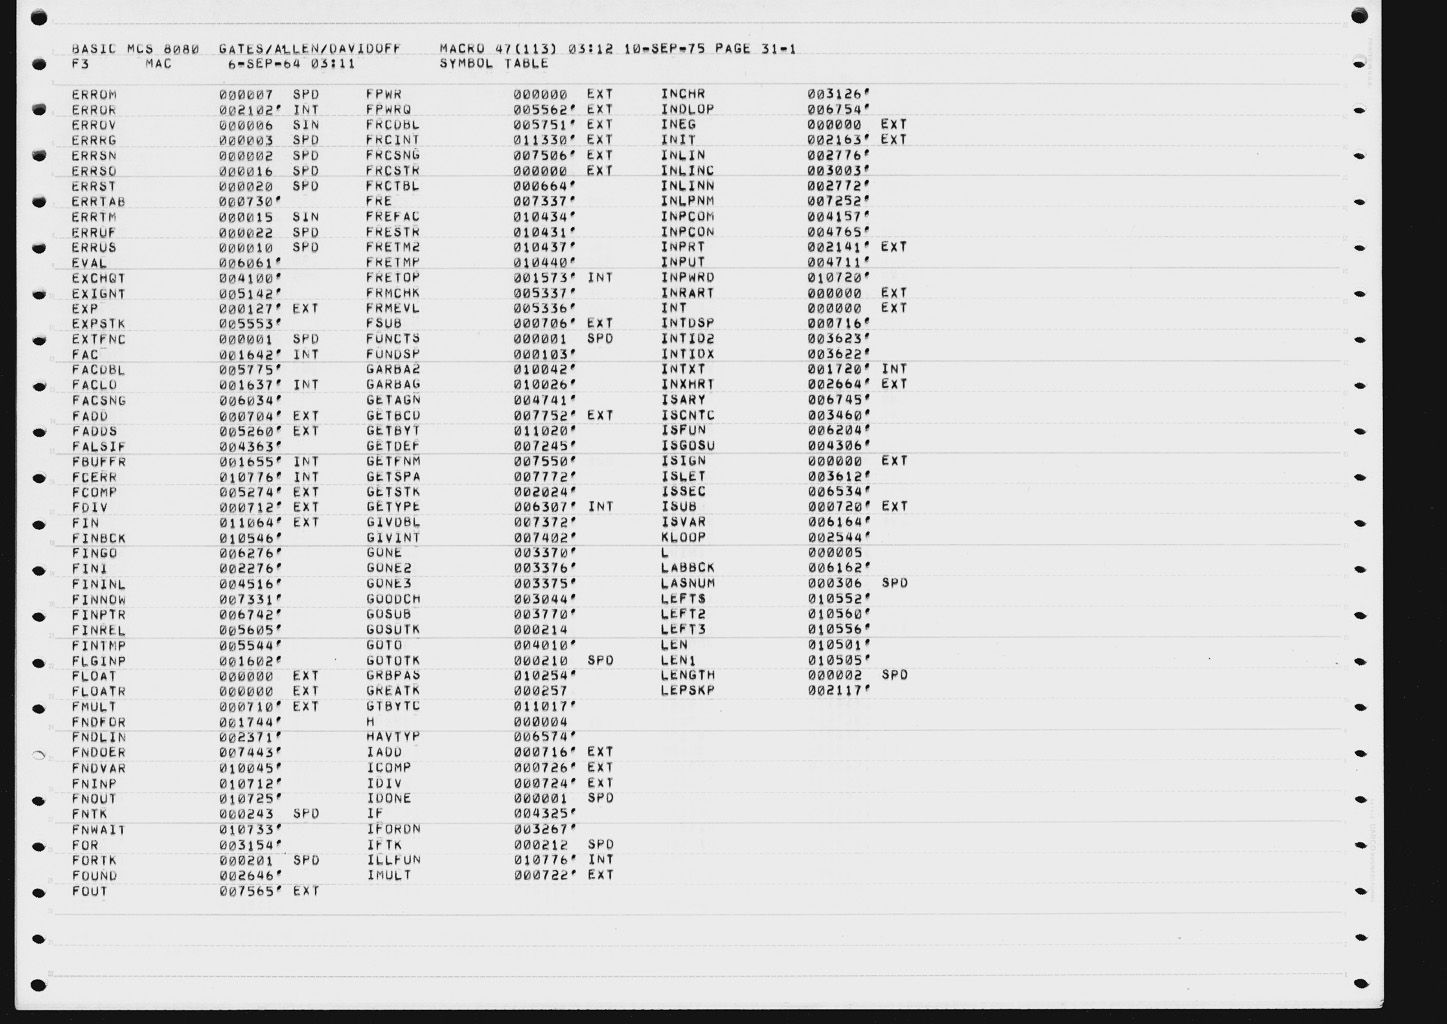 BASIC MCS 8080 GATES/ALLEN/DAVIDOFF MACRO 47(113) 03:12 10-SEP-75 PAGE 31-1
F3 MAC 6-SEP-64 03:11 SYMBOL TABLE
ERROM 000007 SPD FPWR 000000 EXT INCHR 003126'
ERROR 002102' INT FPWRQ 005562' EXT INDLOP 006754'
ERROV 000006 SIN FRCDBL 005751' EXT INEG 000000 EXT
ERRRG 000003 SPD FRCINT 011330' EXT INIT 002163' EXT
ERRSN 000002 SPD FRCSNG 007506' EXT INLIN 002776'
ERRSO 000016 SPD FRCSTR 000000 EXT INLINC 003003'
ERRST 000020 SPD FRCTBL 000664' INLINN 002772'
ERRTAB 000730' FRE 007337' INLPNM 007252'
ERRTM 000015 SIN FREFAC 010434' INPCOM 004157'
ERRUF 000022 SPD FRESTR 010431' INPCON 004765'
ERRUS 000010 SPD FRETM2 010437' INPRT 002141' EXT
EVAL 006061' FRETMP 010440' INPUT 004711'
EXCHQT 004100' FRETOP 001573' INT INPWRD 010720'
EXIGNT 005142' FRMCHK 005337' INRART 000000 EXT
EXP 000127' EXT FRMEVL 005336' INT 000000 EXT
EXPSTK 005553' FSUB 000706' EXT INTDSP 000716'
EXTFNC 000001 SPD FUNCTS 000001 SPD INTID2 003623'
FAC 001642' INT FUNDSP 000103' INTIDX 003622'
FACDBL 005775' GARBA2 010042' INTXT 001720' INT
FACLO 001637' INT GARBAG 010026' INXHRT 002664' EXT
FACSNG 006034' GETAGN 004741' ISARY 006745'
FADD 000704' EXT GETBCD 007752' EXT ISCNTC 003460'
FADDS 005260' EXT GETBYT 011020' ISFUN 006204'
FALSIF 004363' GETDEF 007245' ISGOSU 004306'
FBUFFR 001655' INT GETFNM 007550' ISIGN 000000 EXT
FCERR 010776' INT GETSPA 007772' ISLET 003612'
FCOMP 005274' EXT GETSTK 002024' ISSEC 006534'
FDIV 000712' EXT GETYPE 006307' INT ISUB 000720' EXT
FIN 011064' EXT GIVDBL 007372' ISVAR 006164'
FINBCK 010546' GIVINT 007402' KLOOP 002544'
FINGO 006276' GONE 003370' L 000005
FINI 002276' GONE2 003376' LABBCK 006162'
FININL 004516' GONE3 003375' LASNUM 000306 SPD
FINNOW 007331' GOODCH 003044' LEFT$ 010552'
FINPTR 006742' GOSUB 003770' LEFT2 010560'
FINREL 005605' GOSUTK 000214 LEFT3 010556'
FINTMP 005544' GOTO 004010' LEN 010501'
FLGINP 001602' GOTOTK 000210 SPD LEN1 010505'
FLOAT 000000 EXT GRBPAS 010254' LENGTH 000002 SPD
FLOATR 000000 EXT GREATK 000257 LEPSKP 002117'
FMULT 000710' EXT GTBYTC 011017'
FNDFOR 001744' H 000004
FNDLIN 002371' HAVTYP 006574'
FNDOER 007443' IADD 000716' EXT
FNDVAR 010045' ICOMP 000726' EXT
FNINP 010712' IDIV 000724' EXT
FNOUT 010725' IDONE 000001 SPD
FNTK 000243 SPD IF 004325'
FNWAIT 010733' IFORDN 003267'
FOR 003154' IFTK 000212 SPD
FORTK 000201 SPD ILLFUN 010776' INT
FOUND 002646' IMULT 000722' EXT
FOUT 007565' EXT